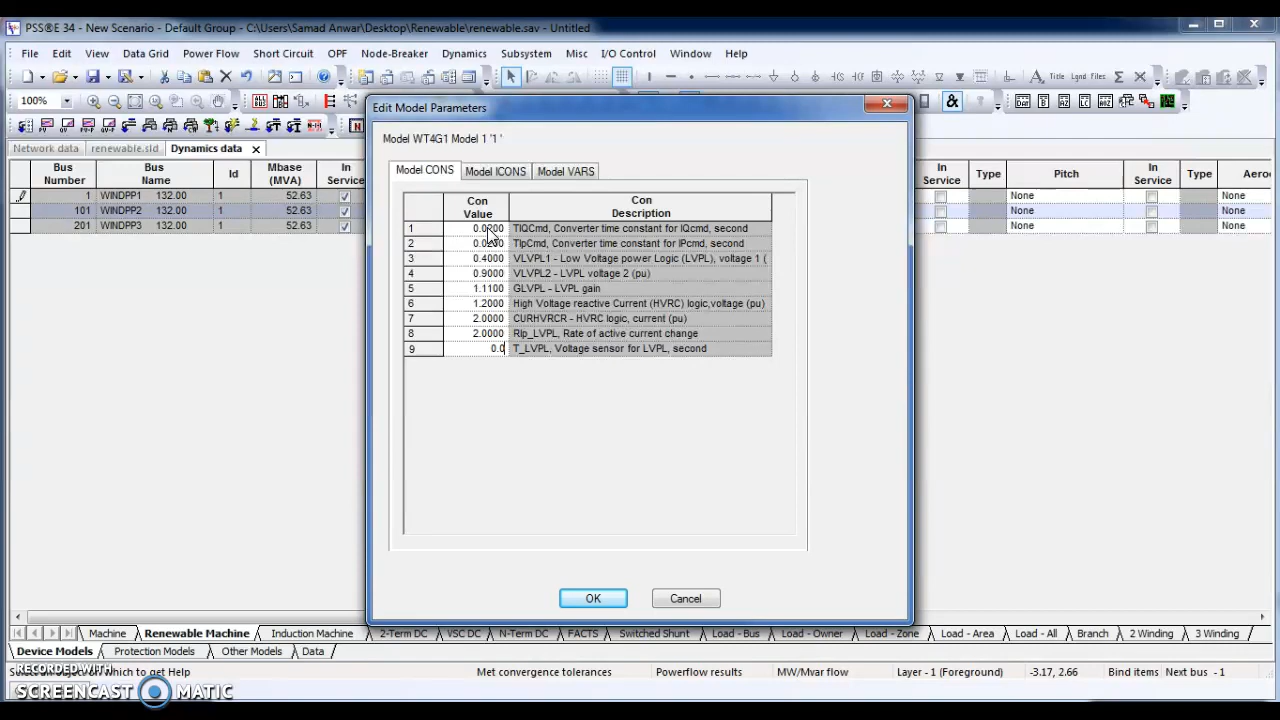 PSS®E 34 - New Scenario - Default Group - C:\Users\Samad Anwar\Desktop\Renewable\renewable.sav - Untitled
File Edit View Data Grid Power Flow Short Circuit OPF Node-Breaker Dynamics Subsystem Misc I/O Control Window Help
Title Lgnd Files
100%
Edit Model Parameters
Model WT4G1 Model 1 '1 '
Network data renewable.sld Dynamics data
Model CONS Model ICONS Model VARS
Bus Number Bus Name Id Mbase (MVA) In Service
In Service Type Pitch In Service Type Aero
1 WINDPP1 132.00 1 52.63 None None
101 WINDPP2 132.00 1 52.63 None None
201 WINDPP3 132.00 1 52.63 None None
Con Value Con Description
1 TIQCmd, Converter time constant for IQcmd, second
2 TIpCmd, Converter time constant for IPcmd, second
3 0.4000 VLVPL1 - Low Voltage power Logic (LVPL), voltage 1 (
4 0.9000 VLVPL2 - LVPL voltage 2 (pu)
5 1.1100 GLVPL - LVPL gain
6 1.2000 High Voltage reactive Current (HVRC) logic,voltage (pu)
7 2.0000 CURHVRCR - HVRC logic, current (pu)
8 2.0000 RIp_LVPL, Rate of active current change
9 0.0 T_LVPL, Voltage sensor for LVPL, second
OK Cancel
Machine Renewable Machine Induction Machine 2-Term DC VSC DC N-Term DC FACTS Switched Shunt Load - Bus Load - Owner Load - Zone Load - Area Load - All Branch 2 Winding 3 Winding
Device Models Protection Models Other Models Data
RECORDED WITH
which to get Help Met convergence tolerances Powerflow results MW/Mvar flow Layer - 1 (Foreground) -3.17, 2.66 Bind items Next bus - 1
SCREENCAST MATIC